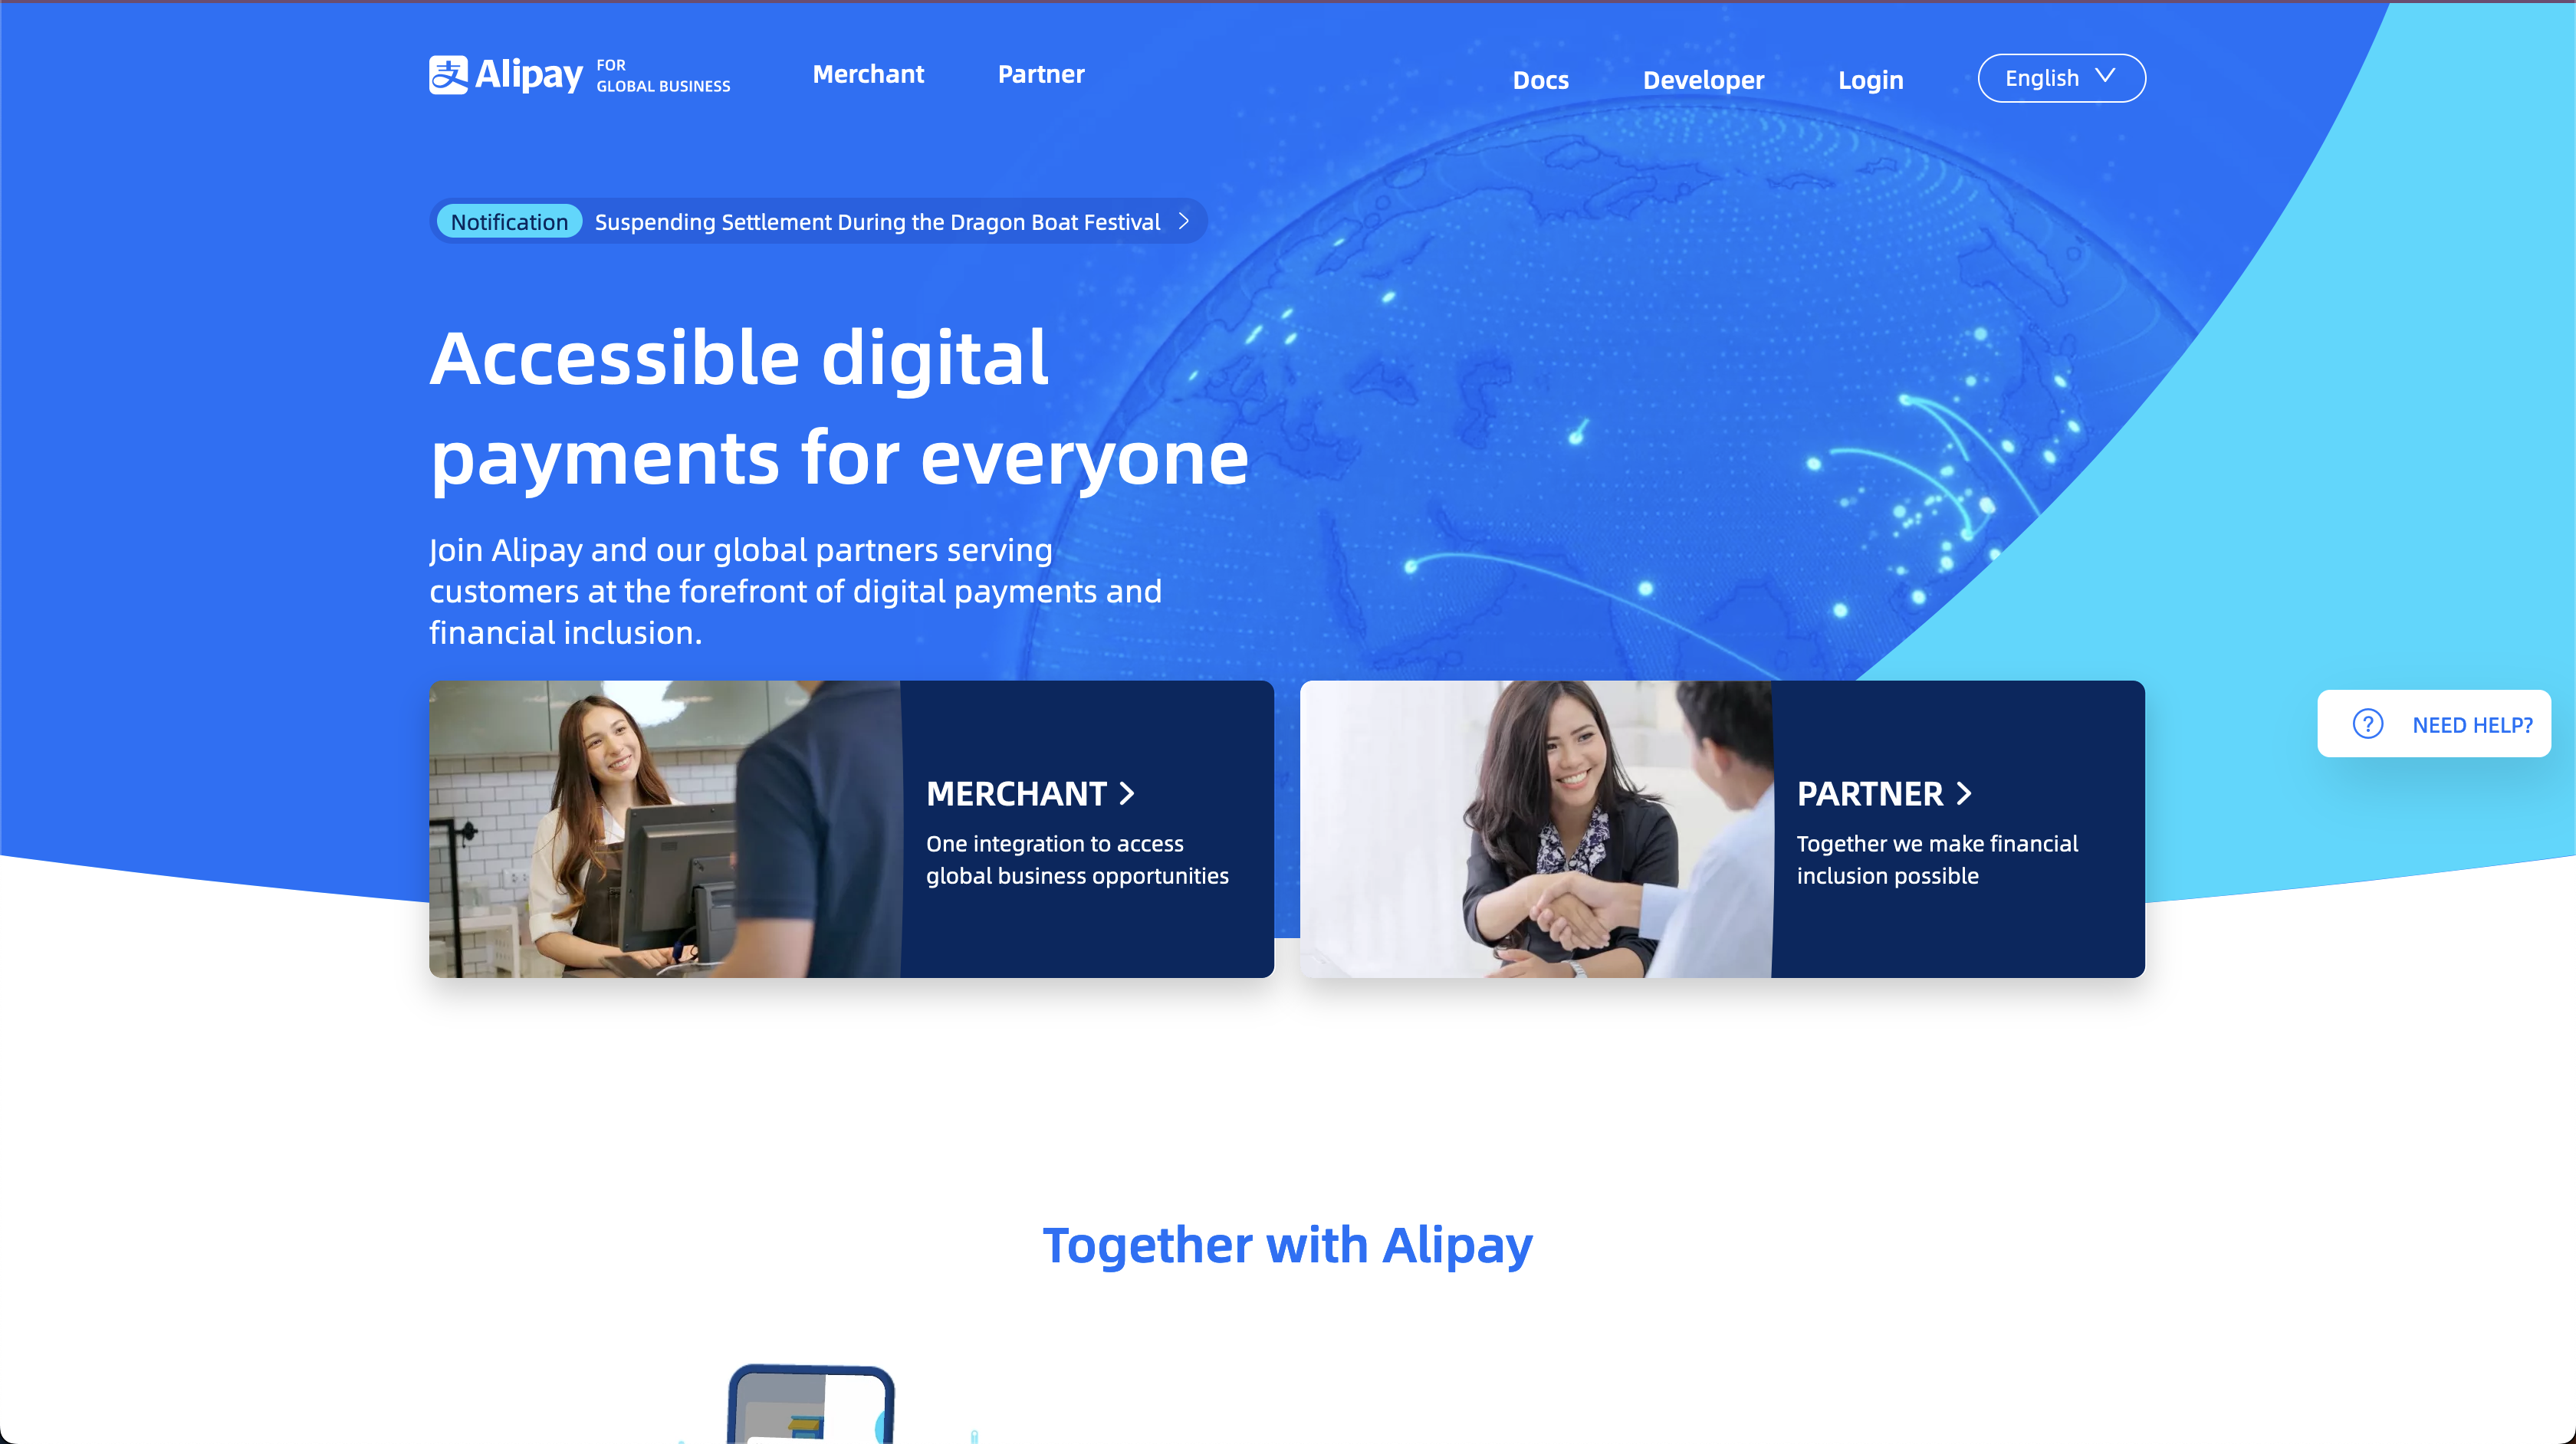 支 Alipay FOR
GLOBAL BUSINESS
Merchant
Partner
Docs
Developer
Login
English
Notification Suspending Settlement During the Dragon Boat Festival
Accessible digital
payments for everyone
Join Alipay and our global partners serving
customers at the forefront of digital payments and
financial inclusion.
MERCHANT
One integration to access
global business opportunities
PARTNER
Together we make financial
inclusion possible
? NEED HELP?
Together with Alipay